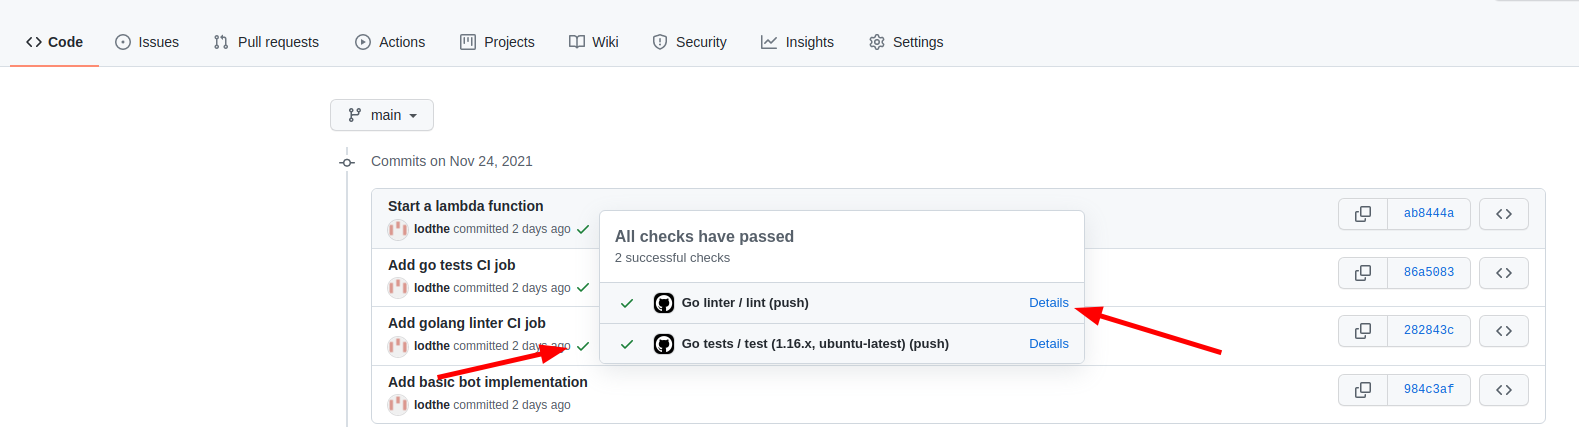 Code Issues Pull requests Actions Projects Wiki Security Insights Settings
main
Commits on Nov 24, 2021
Start a lambda function
lodthe committed 2 days ago
ab8444a
All checks have passed
2 successful checks
Go linter / lint (push) Details
Go tests / test (1.16.x, ubuntu-latest) (push) Details
Add go tests CI job
lodthe committed 2 days ago
86a5083
Add golang linter CI job
lodthe committed 2 days ago
282843c
Add basic bot implementation
lodthe committed 2 days ago
984c3af